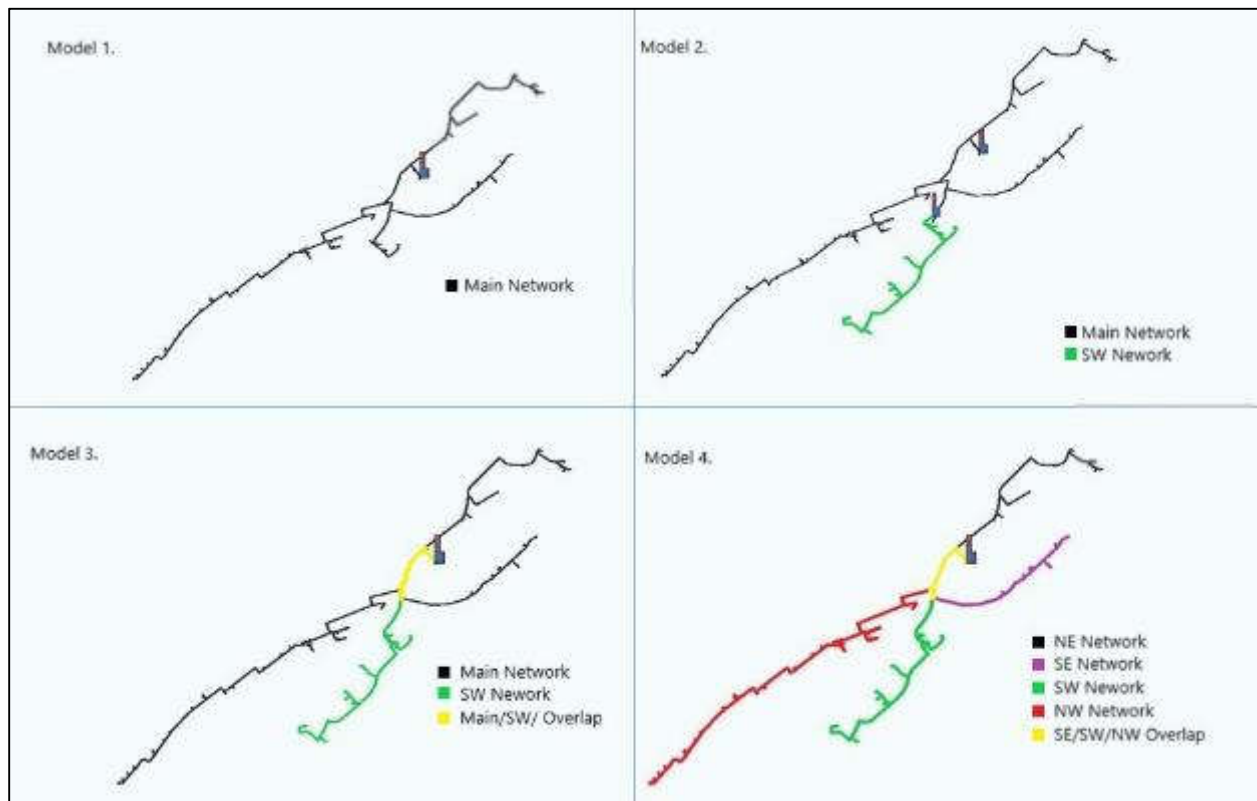 Model 1.
Main Network
Model 2.
Main Network
SW Nework
Model 3.
Main Network
SW Nework
Main/SW/ Overlap
Model 4.
NE Network
SE Network
SW Nework
NW Network
SE/SW/NW Overlap